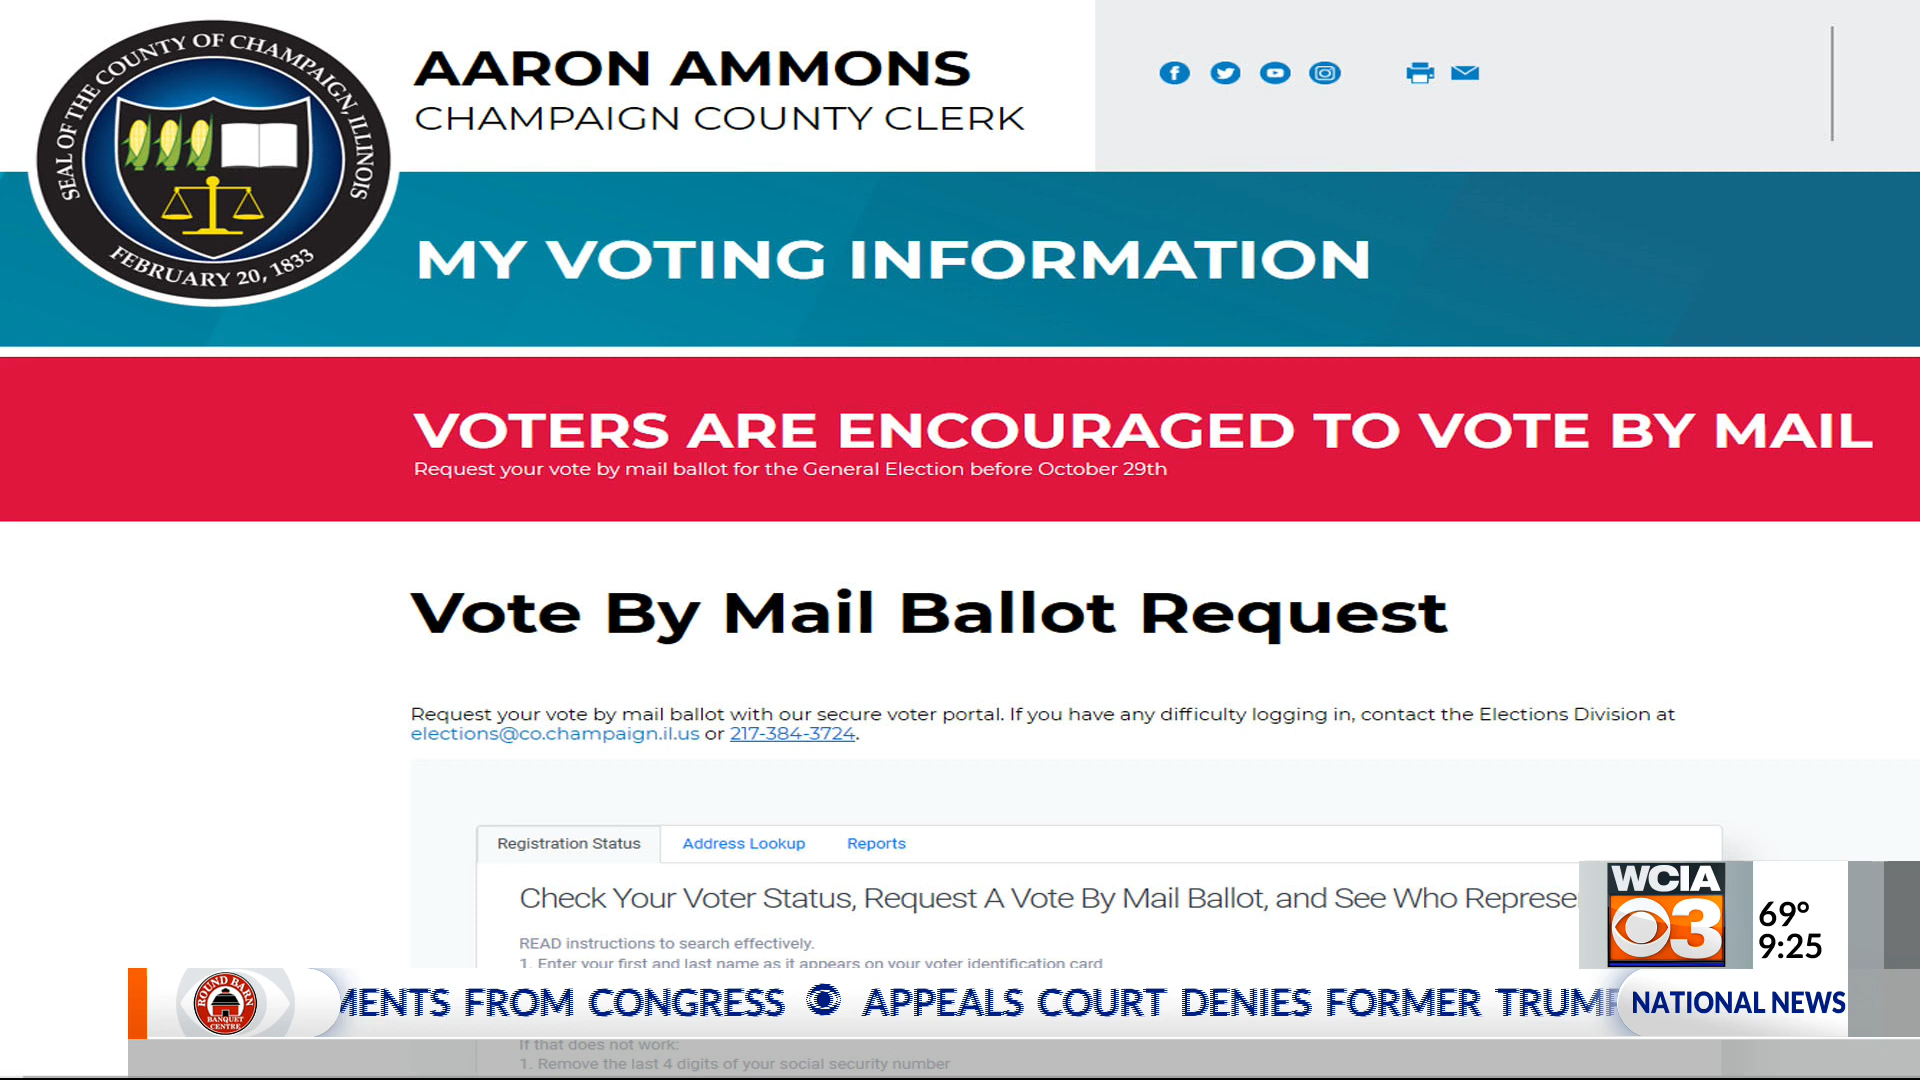 SEAL OF THE COUNTY OF CHAMPAIGN, ILLINOIS
FEBRUARY 20, 1833
AARON AMMONS
CHAMPAIGN COUNTY CLERK
MY VOTING INFORMATION
VOTERS ARE ENCOURAGED TO VOTE BY MAIL
Request your vote by mail ballot for the General Election before October 29th
Vote By Mail Ballot Request
Request your vote by mail ballot with our secure voter portal. If you have any difficulty logging in, contact the Elections Division at
elections@co.champaign.il.us or 217-384-3724.
Registration Status Address Lookup Reports
Check Your Voter Status, Request A Vote By Mail Ballot, and See Who Represe
READ instructions to search effectively.
1. Enter your first and last name as it appears on your voter identification card
WCIA
3
69°
9:25
ROUND BARN
BANQUET
CENTRE
MENTS FROM CONGRESS APPEALS COURT DENIES FORMER TRUMP
NATIONAL NEWS
If that does not work:
1. Remove the last 4 digits of your social security number